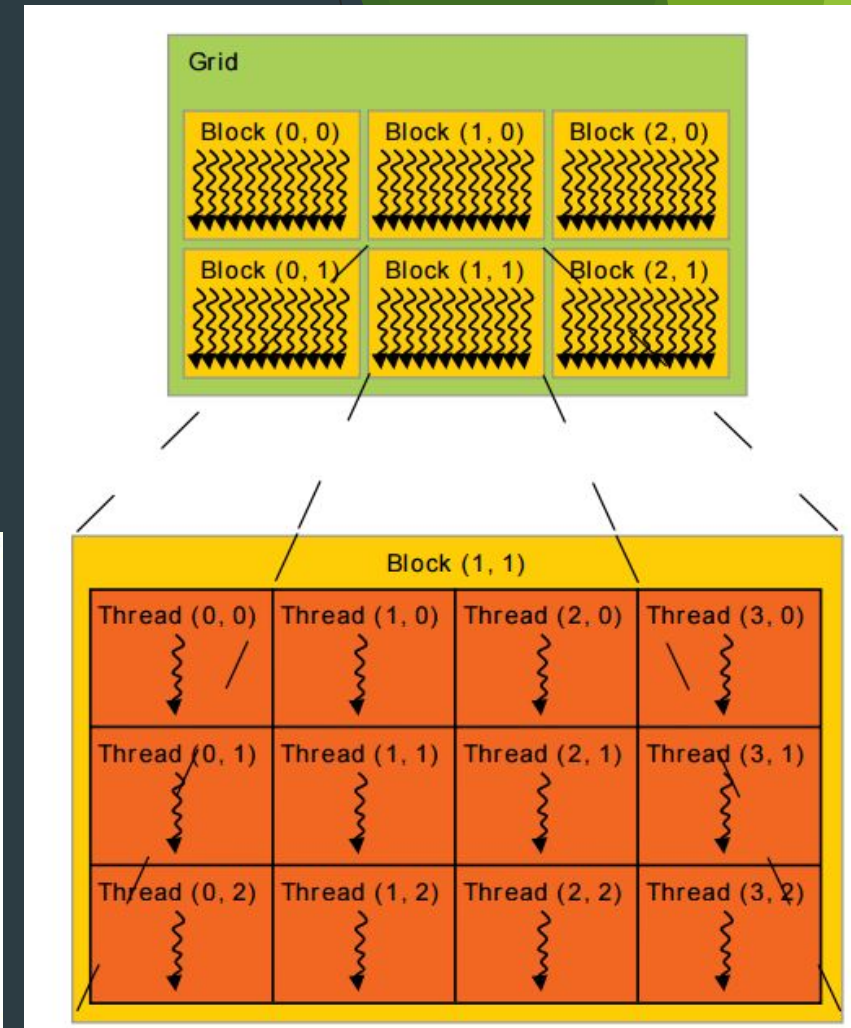 Grid
Block (0, 0) Block (1, 0) Block (2, 0)
Block (0, 1) Block (1, 1) Block (2, 1)
Block (1, 1)
Thread (0, 0) Thread (1, 0) Thread (2, 0) Thread (3, 0)
Thread (0, 1) Thread (1, 1) Thread (2, 1) Thread (3, 1)
Thread (0, 2) Thread (1, 2) Thread (2, 2) Thread (3, 2)